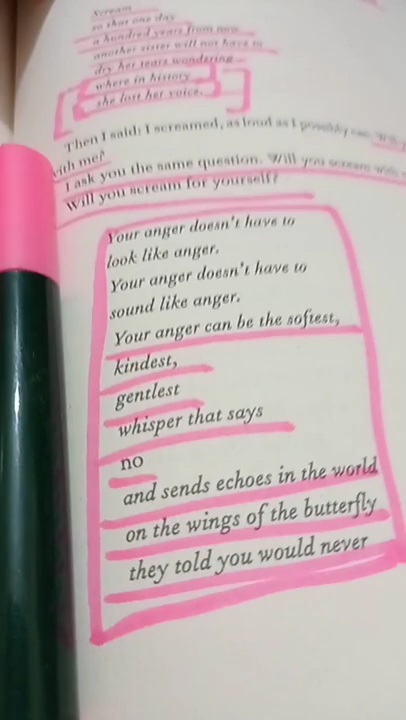 Scream
so that one day
a hundred years from now
another sister will not have to
dry her tears wondering
where in history
she lost her voice.
Then I said: I screamed, as loud as I possibly can. Will y
with me?
I ask you the same question. Will you scream with
Will you scream for yourself?
Your anger doesn't have to
look like anger.
Your anger doesn't have to
sound like anger.
Your anger can be the softest,
kindest,
gentlest
whisper that says
no
and sends echoes in the world
on the wings of the butterfly
they told you would never